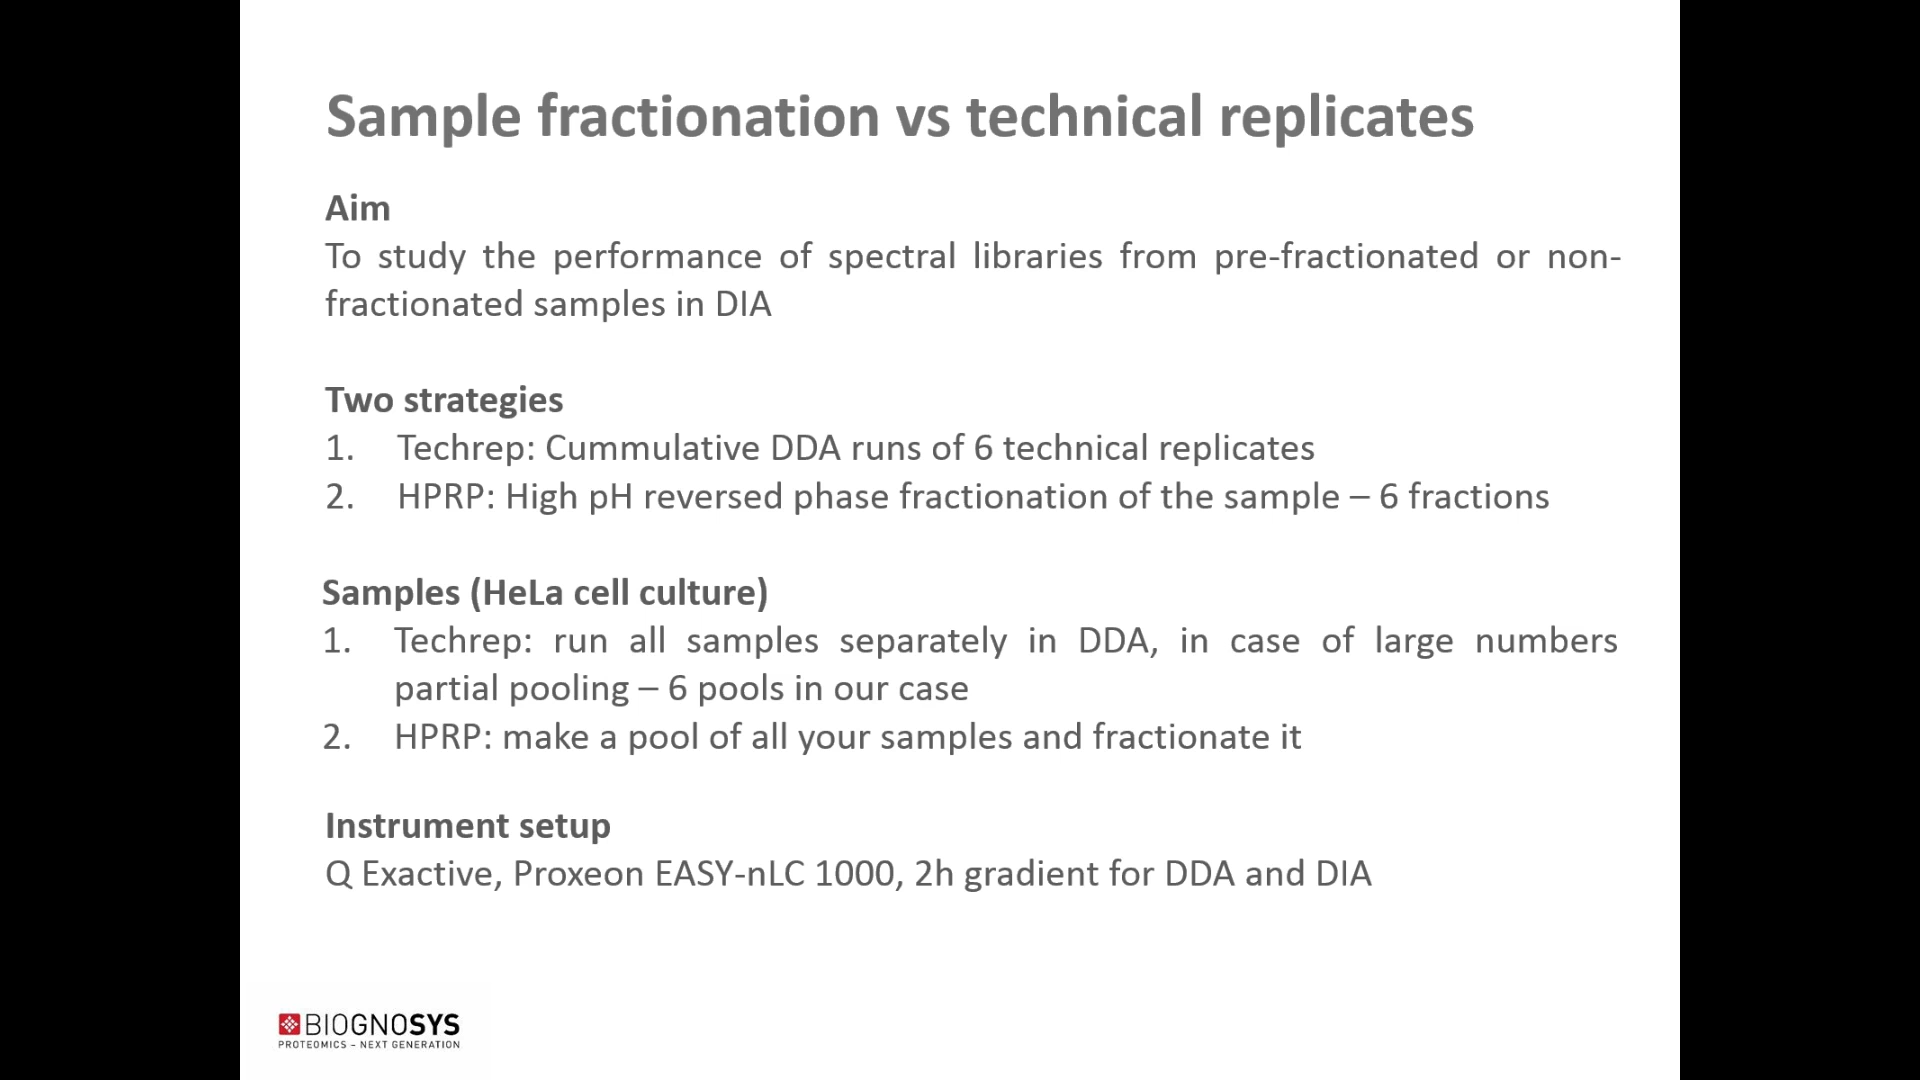 Sample fractionation vs technical replicates
Aim
To study the performance of spectral libraries from pre-fractionated or non-
fractionated samples in DIA
Two strategies
1. Techrep: Cummulative DDA runs of 6 technical replicates
2. HPRP: High pH reversed phase fractionation of the sample – 6 fractions
Samples (HeLa cell culture)
1. Techrep: run all samples separately in DDA, in case of large numbers
partial pooling – 6 pools in our case
2. HPRP: make a pool of all your samples and fractionate it
Instrument setup
Q Exactive, Proxeon EASY-nLC 1000, 2h gradient for DDA and DIA
BIOGNOSYS
PROTEOMICS – NEXT GENERATION